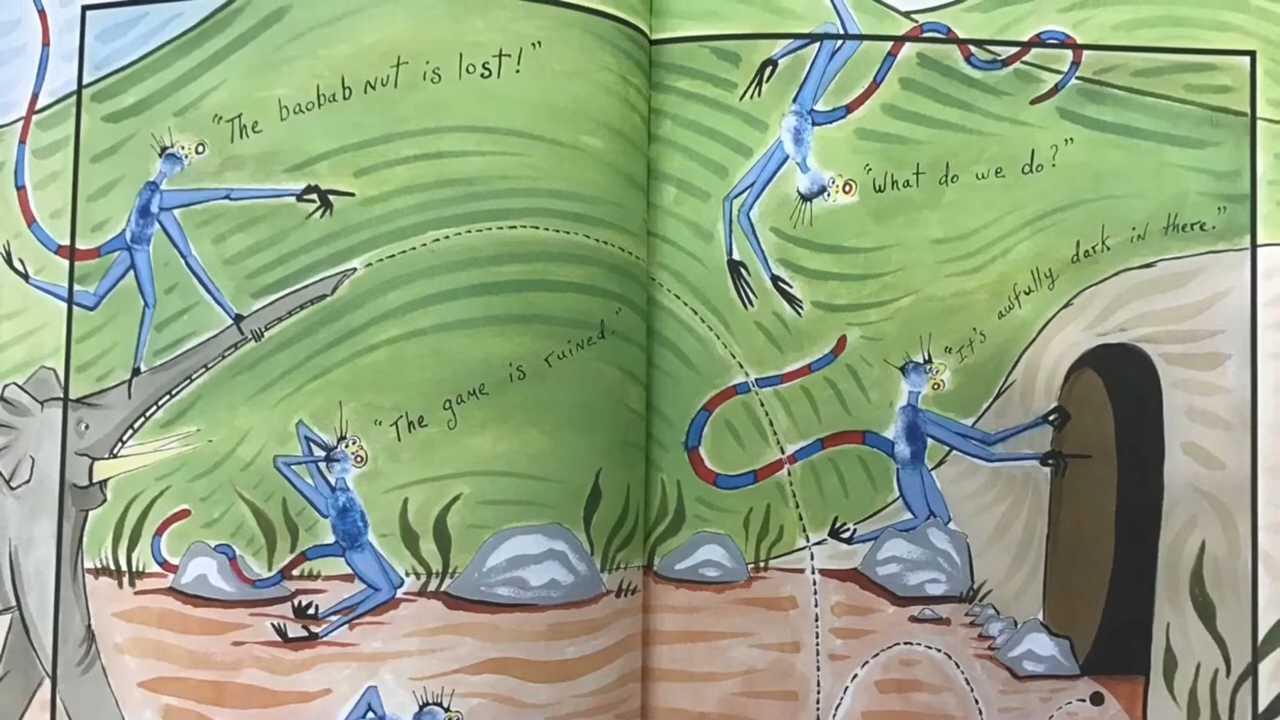 "The baobab nut is lost!"
"The game is ruined."
"What do we do?"
"It's awfully dark in there."